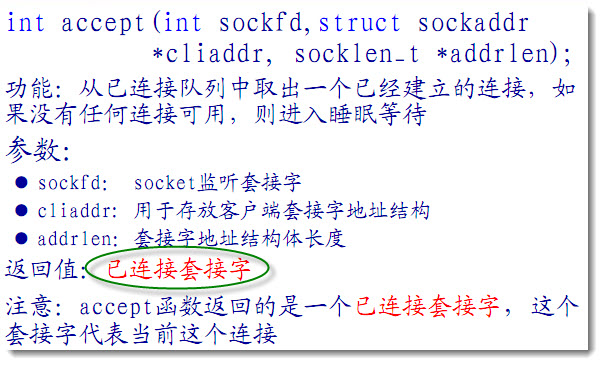 int accept(int sockfd,struct sockaddr
*cliaddr, socklen_t *addrlen);
功能：从已连接队列中取出一个已经建立的连接，如
果没有任何连接可用，则进入睡眠等待
参数：
● sockfd： socket监听套接字
● cliaddr：用于存放客户端套接字地址结构
● addrlen：套接字地址结构体长度
返回值：已连接套接字
注意：accept函数返回的是一个已连接套接字，这个
套接字代表当前这个连接